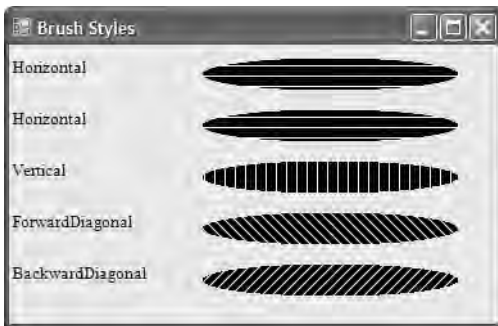 Brush Styles
Horizontal
Horizontal
Vertical
ForwardDiagonal
BackwardDiagonal